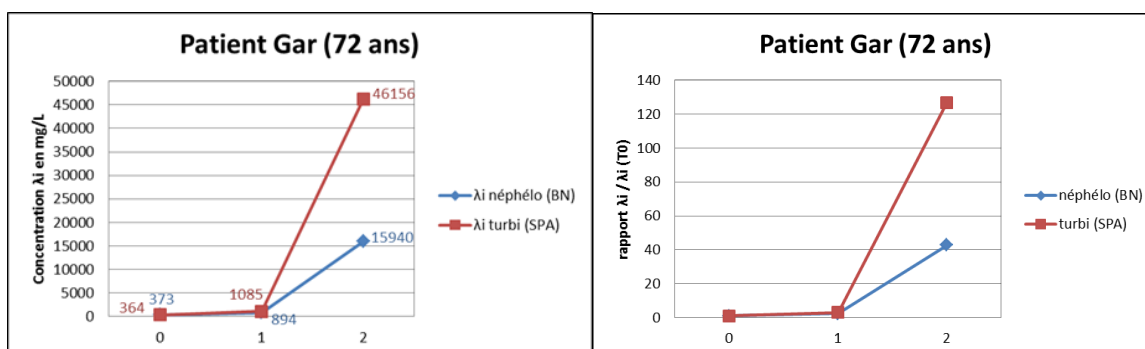 Patient Gar (72 ans)
Concentration λi en mg/L
50000
45000
40000
35000
30000
25000
20000
15000
10000
5000
0
46156
15940
1085
894
373
364
0 1 2
λi néphélo (BN)
λi turbi (SPA)
Patient Gar (72 ans)
rapport λi / λi (T0)
140
120
100
80
60
40
20
0
0 1 2
néphélo (BN)
turbi (SPA)